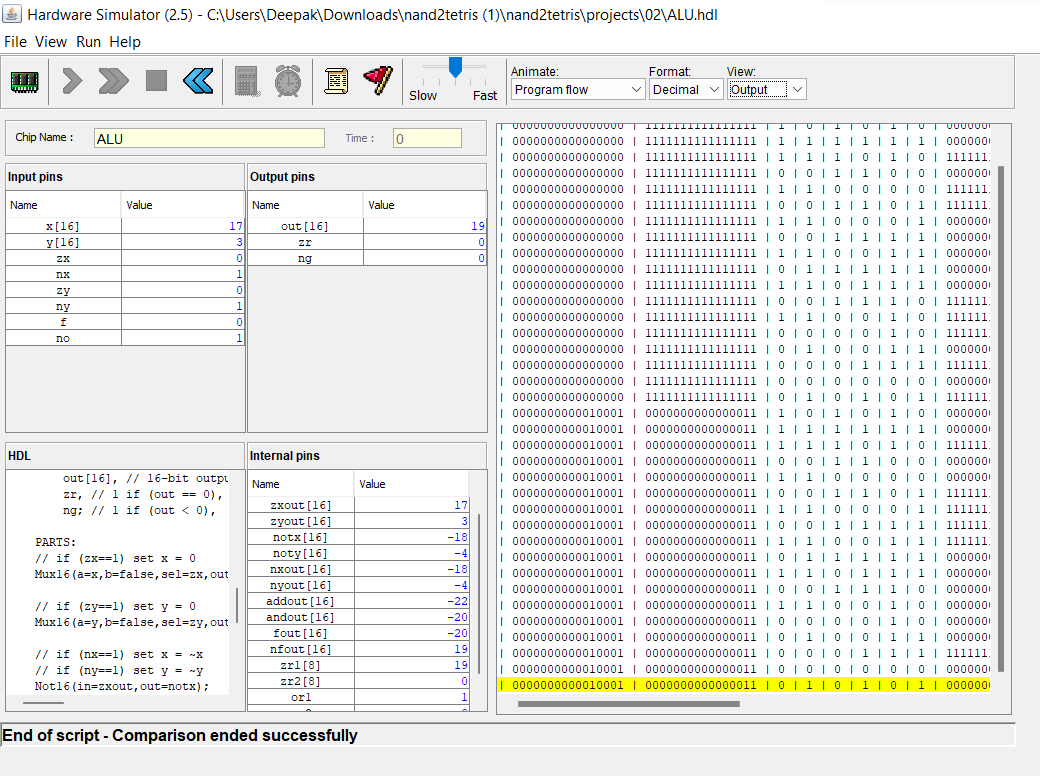 Hardware Simulator (2.5) - C:\Users\Deepak\Downloads\nand2tetris (1)\nand2tetris\projects\02\ALU.hdl
File View Run Help
Slow Fast
Animate: Format: View:
Program flow Decimal Output
Chip Name : ALU Time : 0
Input pins
Name Value
x[16] 17
y[16] 3
zx 0
nx 1
zy 0
ny 1
f 0
no 1
Output pins
Name Value
out[16] 19
zr 0
ng 0
HDL
out[16], // 16-bit outpu
zr, // 1 if (out == 0),
ng; // 1 if (out < 0),
PARTS:
// if (zx==1) set x = 0
Mux16(a=x,b=false,sel=zx,out
// if (zy==1) set y = 0
Mux16(a=y,b=false,sel=zy,out
// if (nx==1) set x = ~x
// if (ny==1) set y = ~y
Not16(in=zxout,out=notx);
Internal pins
Name Value
zxout[16] 17
zyout[16] 3
notx[16] -18
noty[16] -4
nxout[16] -18
nyout[16] -4
addout[16] -22
andout[16] -20
fout[16] -20
nfout[16] 19
zr1[8] 19
zr2[8] 0
or1 1
| 0000000000000000 | 1111111111111111 | 1 | 0 | 1 | 0 | 1 | 0 | 000000
| 0000000000000000 | 1111111111111111 | 1 | 1 | 1 | 1 | 1 | 1 | 000000
| 0000000000000000 | 1111111111111111 | 1 | 1 | 1 | 0 | 1 | 0 | 111111
| 0000000000000000 | 1111111111111111 | 0 | 0 | 1 | 1 | 0 | 0 | 000000
| 0000000000000000 | 1111111111111111 | 1 | 1 | 0 | 0 | 0 | 0 | 111111
| 0000000000000000 | 1111111111111111 | 0 | 0 | 1 | 1 | 0 | 1 | 111111
| 0000000000000000 | 1111111111111111 | 1 | 1 | 0 | 0 | 0 | 1 | 000000
| 0000000000000000 | 1111111111111111 | 0 | 0 | 1 | 1 | 1 | 1 | 000000
| 0000000000000000 | 1111111111111111 | 1 | 1 | 0 | 0 | 1 | 1 | 000000
| 0000000000000000 | 1111111111111111 | 0 | 1 | 1 | 1 | 1 | 1 | 000000
| 0000000000000000 | 1111111111111111 | 1 | 1 | 0 | 1 | 1 | 1 | 000000
| 0000000000000000 | 1111111111111111 | 0 | 0 | 1 | 1 | 1 | 0 | 111111
| 0000000000000000 | 1111111111111111 | 1 | 1 | 0 | 0 | 1 | 0 | 111111
| 0000000000000000 | 1111111111111111 | 0 | 0 | 0 | 0 | 1 | 0 | 111111
| 0000000000000000 | 1111111111111111 | 0 | 1 | 0 | 0 | 1 | 1 | 000000
| 0000000000000000 | 1111111111111111 | 0 | 0 | 0 | 1 | 1 | 1 | 111111
| 0000000000000000 | 1111111111111111 | 0 | 0 | 0 | 0 | 0 | 0 | 000000
| 0000000000000000 | 1111111111111111 | 0 | 1 | 0 | 1 | 0 | 1 | 111111
| 0000000000010001 | 0000000000000011 | 1 | 0 | 1 | 0 | 1 | 0 | 000000
| 0000000000010001 | 0000000000000011 | 1 | 1 | 1 | 1 | 1 | 1 | 000000
| 0000000000010001 | 0000000000000011 | 1 | 1 | 1 | 0 | 1 | 0 | 111111
| 0000000000010001 | 0000000000000011 | 0 | 0 | 1 | 1 | 0 | 0 | 000000
| 0000000000010001 | 0000000000000011 | 1 | 1 | 0 | 0 | 0 | 0 | 000000
| 0000000000010001 | 0000000000000011 | 0 | 0 | 1 | 1 | 0 | 1 | 111111
| 0000000000010001 | 0000000000000011 | 1 | 1 | 0 | 0 | 0 | 1 | 111111
| 0000000000010001 | 0000000000000011 | 0 | 0 | 1 | 1 | 1 | 1 | 111111
| 0000000000010001 | 0000000000000011 | 1 | 1 | 0 | 0 | 1 | 1 | 111111
| 0000000000010001 | 0000000000000011 | 0 | 1 | 1 | 1 | 1 | 1 | 000000
| 0000000000010001 | 0000000000000011 | 1 | 1 | 0 | 1 | 1 | 1 | 000000
| 0000000000010001 | 0000000000000011 | 0 | 0 | 1 | 1 | 1 | 0 | 000000
| 0000000000010001 | 0000000000000011 | 1 | 1 | 0 | 0 | 1 | 0 | 000000
| 0000000000010001 | 0000000000000011 | 0 | 0 | 0 | 0 | 1 | 0 | 000000
| 0000000000010001 | 0000000000000011 | 0 | 1 | 0 | 0 | 1 | 1 | 000000
| 0000000000010001 | 0000000000000011 | 0 | 0 | 0 | 1 | 1 | 1 | 111111
| 0000000000010001 | 0000000000000011 | 0 | 0 | 0 | 0 | 0 | 0 | 000000
| 0000000000010001 | 0000000000000011 | 0 | 1 | 0 | 1 | 0 | 1 | 000000
End of script - Comparison ended successfully